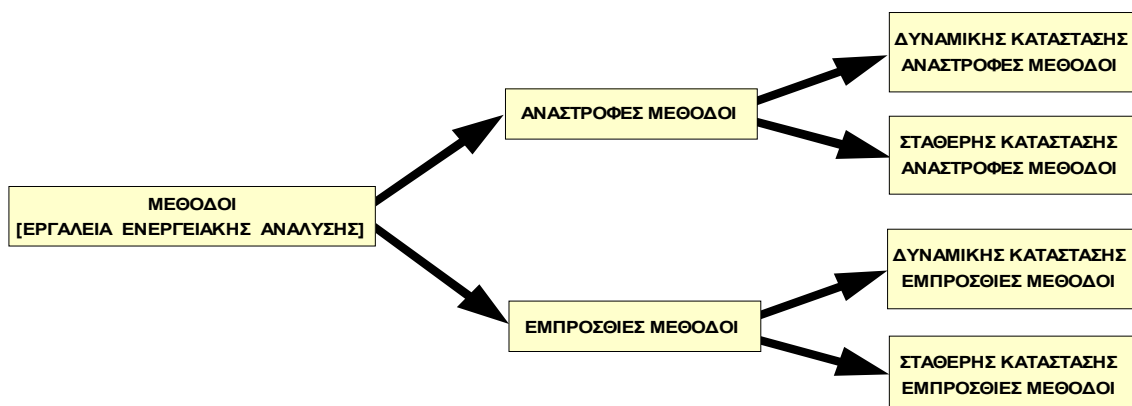 ΜΕΘΟΔΟΙ
[ΕΡΓΑΛΕΙΑ ΕΝΕΡΓΕΙΑΚΗΣ ΑΝΑΛΥΣΗΣ]
ΑΝΑΣΤΡΟΦΕΣ ΜΕΘΟΔΟΙ
ΔΥΝΑΜΙΚΗΣ ΚΑΤΑΣΤΑΣΗΣ
ΑΝΑΣΤΡΟΦΕΣ ΜΕΘΟΔΟΙ
ΣΤΑΘΕΡΗΣ ΚΑΤΑΣΤΑΣΗΣ
ΑΝΑΣΤΡΟΦΕΣ ΜΕΘΟΔΟΙ
ΕΜΠΡΟΣΘΙΕΣ ΜΕΘΟΔΟΙ
ΔΥΝΑΜΙΚΗΣ ΚΑΤΑΣΤΑΣΗΣ
ΕΜΠΡΟΣΘΙΕΣ ΜΕΘΟΔΟΙ
ΣΤΑΘΕΡΗΣ ΚΑΤΑΣΤΑΣΗΣ
ΕΜΠΡΟΣΘΙΕΣ ΜΕΘΟΔΟΙ